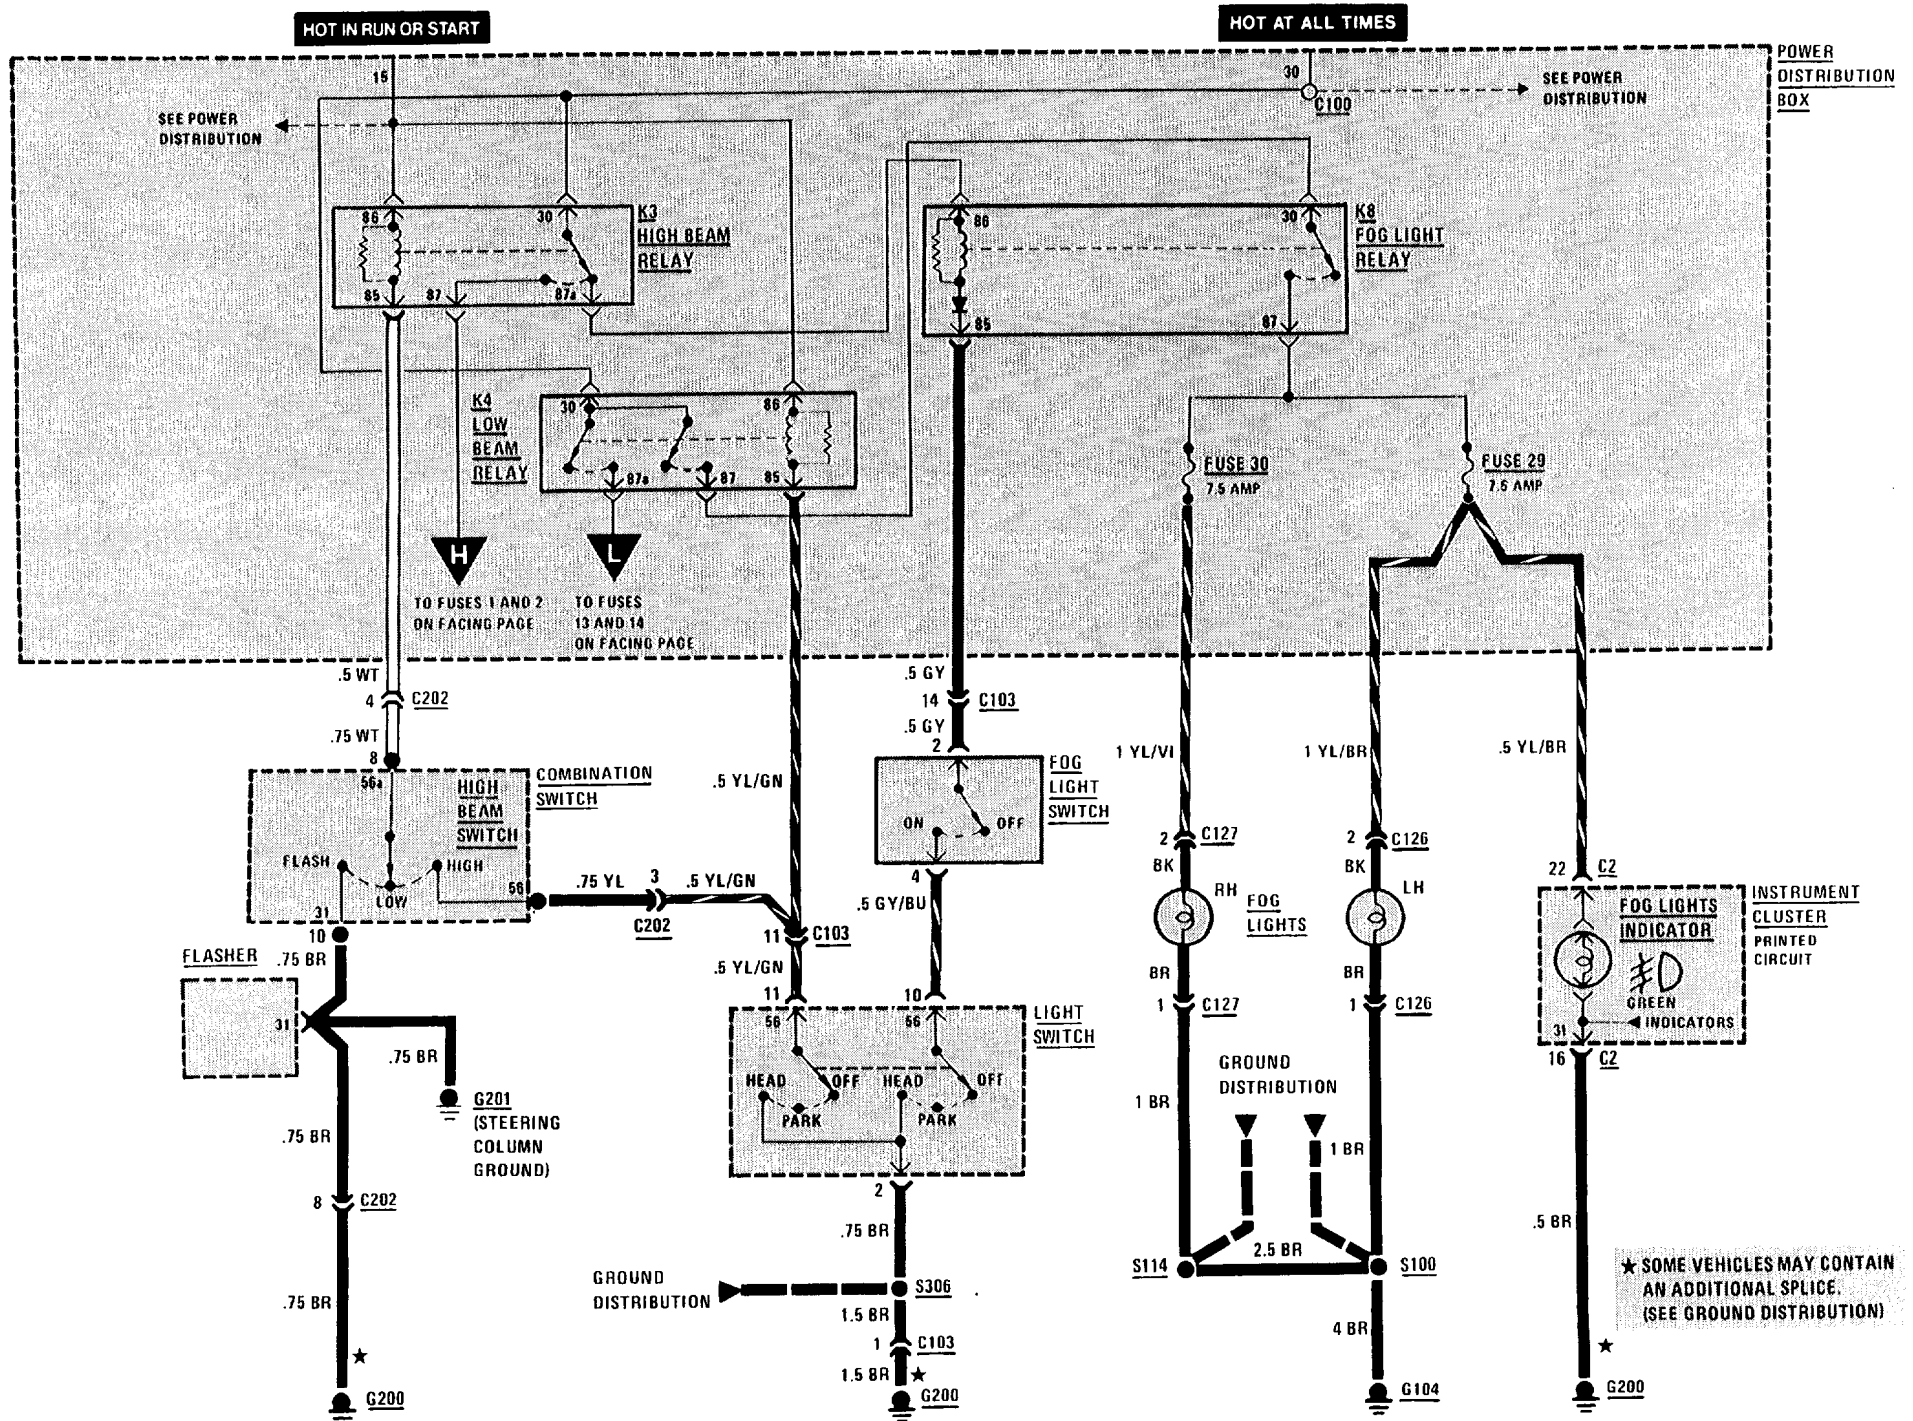 HOT IN RUN OR START
HOT AT ALL TIMES
POWER
DISTRIBUTION
BOX
15
30
C100
SEE POWER
DISTRIBUTION
SEE POWER
DISTRIBUTION
86
30
K3
HIGH BEAM
RELAY
85
87
87a
86
30
K8
FOG LIGHT
RELAY
85
87
K4
LOW
BEAM
RELAY
30
86
87a
87
85
FUSE 30
7.5 AMP
FUSE 29
7.5 AMP
H
L
TO FUSES 1 AND 2
ON FACING PAGE
TO FUSES
13 AND 14
ON FACING PAGE
.5 WT
4
C202
.75 WT
8
.5 GY
14
C103
.5 GY
2
56a
HIGH
BEAM
SWITCH
COMBINATION
SWITCH
FLASH
HIGH
LOW
56
31
10
.5 YL/GN
FOG
LIGHT
SWITCH
ON
OFF
4
1 YL/VI
1 YL/BR
.5 YL/BR
2
C127
BK
2
C126
BK
22
C2
.75 YL
3
.5 YL/GN
C202
11
C103
.5 GY/BU
RH
FOG
LIGHTS
LH
FOG LIGHTS
INDICATOR
INSTRUMENT
CLUSTER
PRINTED
CIRCUIT
GREEN
INDICATORS
31
16
C2
FLASHER
.75 BR
31
.75 BR
G201
(STEERING
COLUMN
GROUND)
.5 YL/GN
11
10
BR
1
C127
BR
1
C126
56
56
LIGHT
SWITCH
HEAD
OFF
HEAD
OFF
PARK
PARK
2
GROUND
DISTRIBUTION
1 BR
1 BR
.75 BR
8
C202
.75 BR
.75 BR
GROUND
DISTRIBUTION
S306
1.5 BR
1
C103
1.5 BR
★
S114
2.5 BR
S100
4 BR
.5 BR
★ SOME VEHICLES MAY CONTAIN
AN ADDITIONAL SPLICE.
(SEE GROUND DISTRIBUTION)
★
★
G200
G200
G104
G200